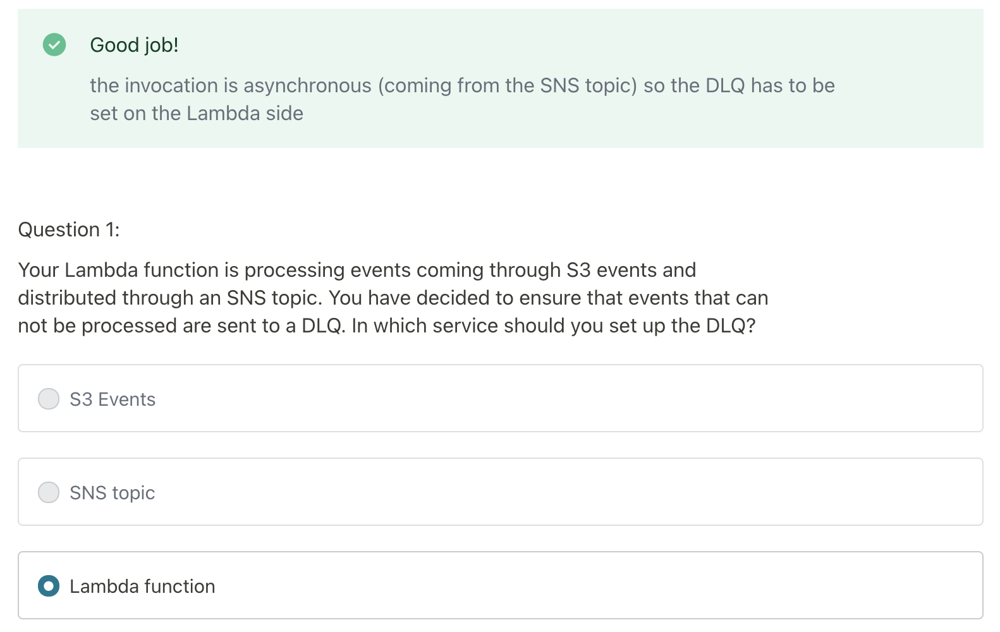 Good job!
the invocation is asynchronous (coming from the SNS topic) so the DLQ has to be
set on the Lambda side
Question 1:
Your Lambda function is processing events coming through S3 events and
distributed through an SNS topic. You have decided to ensure that events that can
not be processed are sent to a DLQ. In which service should you set up the DLQ?
S3 Events
SNS topic
Lambda function